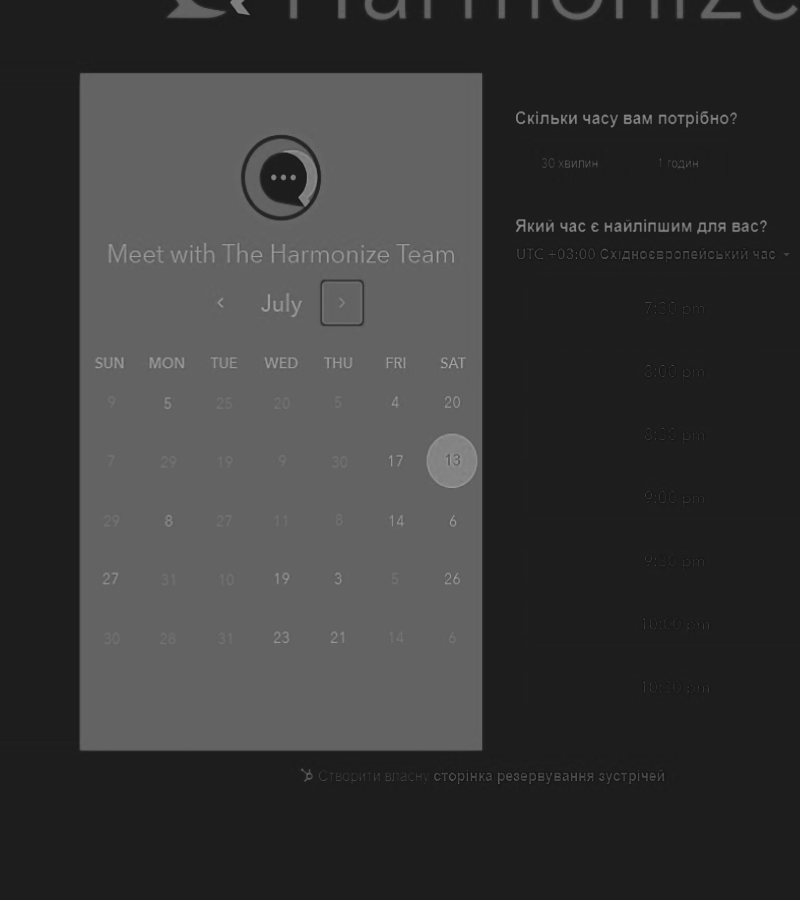 Harmonize
Meet with The Harmonize Team
July
SUN MON TUE WED THU FRI SAT
9 5 25 20 5 4 20
7 29 19 9 30 17 13
29 8 27 11 8 14 6
27 31 10 19 3 5 26
30 28 31 23 21 14 6
Скільки часу вам потрібно?
30 хвилин 1 годин
Який час є найліпшим для вас?
UTC +03:00 Східноєвропейський час
7:30 pm
8:00 pm
8:30 pm
9:00 pm
9:30 pm
10:00 pm
10:30 pm
Створити власну сторінка резервування зустрічей